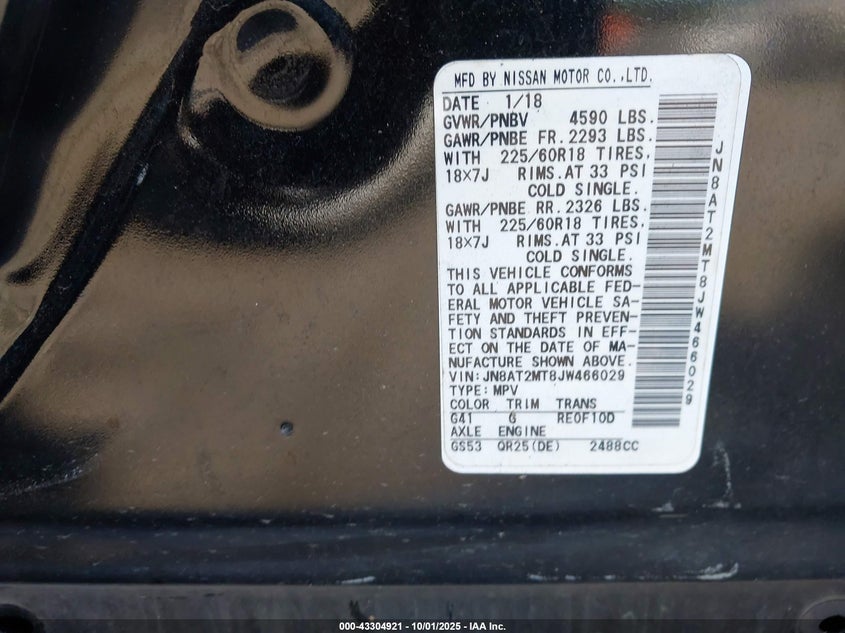 MFD BY NISSAN MOTOR CO.,LTD.
DATE 1/18
GVWR/PNBV 4590 LBS.
GAWR/PNBE FR. 2293 LBS.
WITH 225/60R18 TIRES,
18×7J RIMS.AT 33 PSI
COLD SINGLE.
GAWR/PNBE RR. 2326 LBS.
WITH 225/60R18 TIRES,
18×7J RIMS.AT 33 PSI
COLD SINGLE.
THIS VEHICLE CONFORMS
TO ALL APPLICABLE FED-
ERAL MOTOR VEHICLE SA-
FETY AND THEFT PREVEN-
TION STANDARDS IN EFF-
ECT ON THE DATE OF MA-
NUFACTURE SHOWN ABOVE.
VIN:JN8AT2MT8JW466029
TYPE:MPV
COLOR TRIM TRANS
G41 G RE0F10D
AXLE ENGINE
GS53 QR25(DE) 2488CC
JN8AT2MT8JW466029
000-43304921 - 10/01/2025 - IAA Inc.